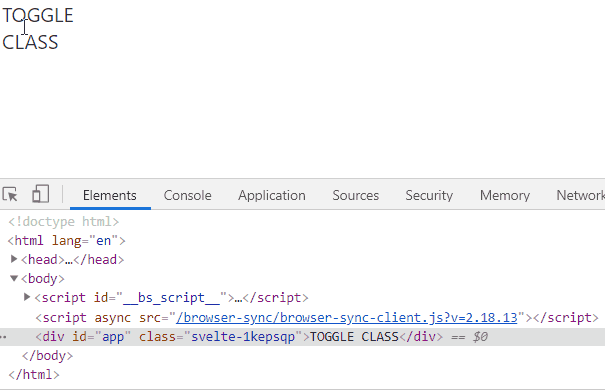 TOGGLE
CLASS
Elements Console Application Sources Security Memory Network
<!doctype html>
<html lang="en">
<head>…</head>
<body>
<script id="__bs_script__">…</script>
<script async src="/browser-sync/browser-sync-client.js?v=2.18.13"></script>
<div id="app" class="svelte-1kepsqp">TOGGLE CLASS</div> == $0
</body>
</html>